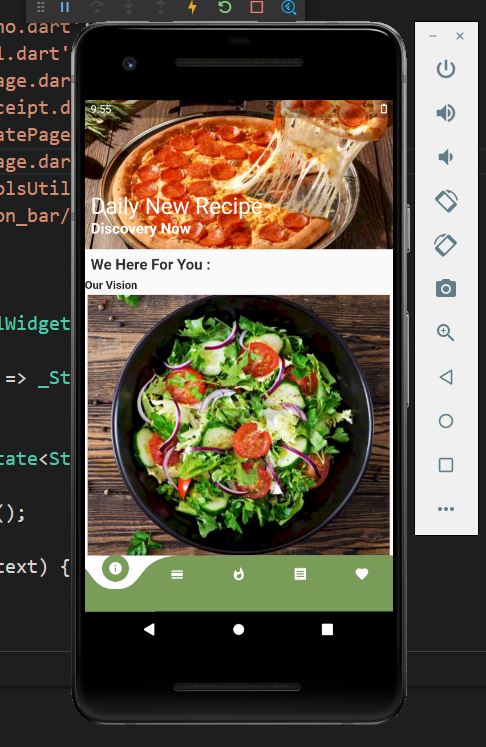 no.dart'
l.dart'
age.dar
ceipt.d
atePage
age.dar
olsUtil
on_bar/
lWidget
=> _St
tate<St
();
text) {
9:55
Daily New Recipe
Discovery Now
We Here For You :
Our Vision